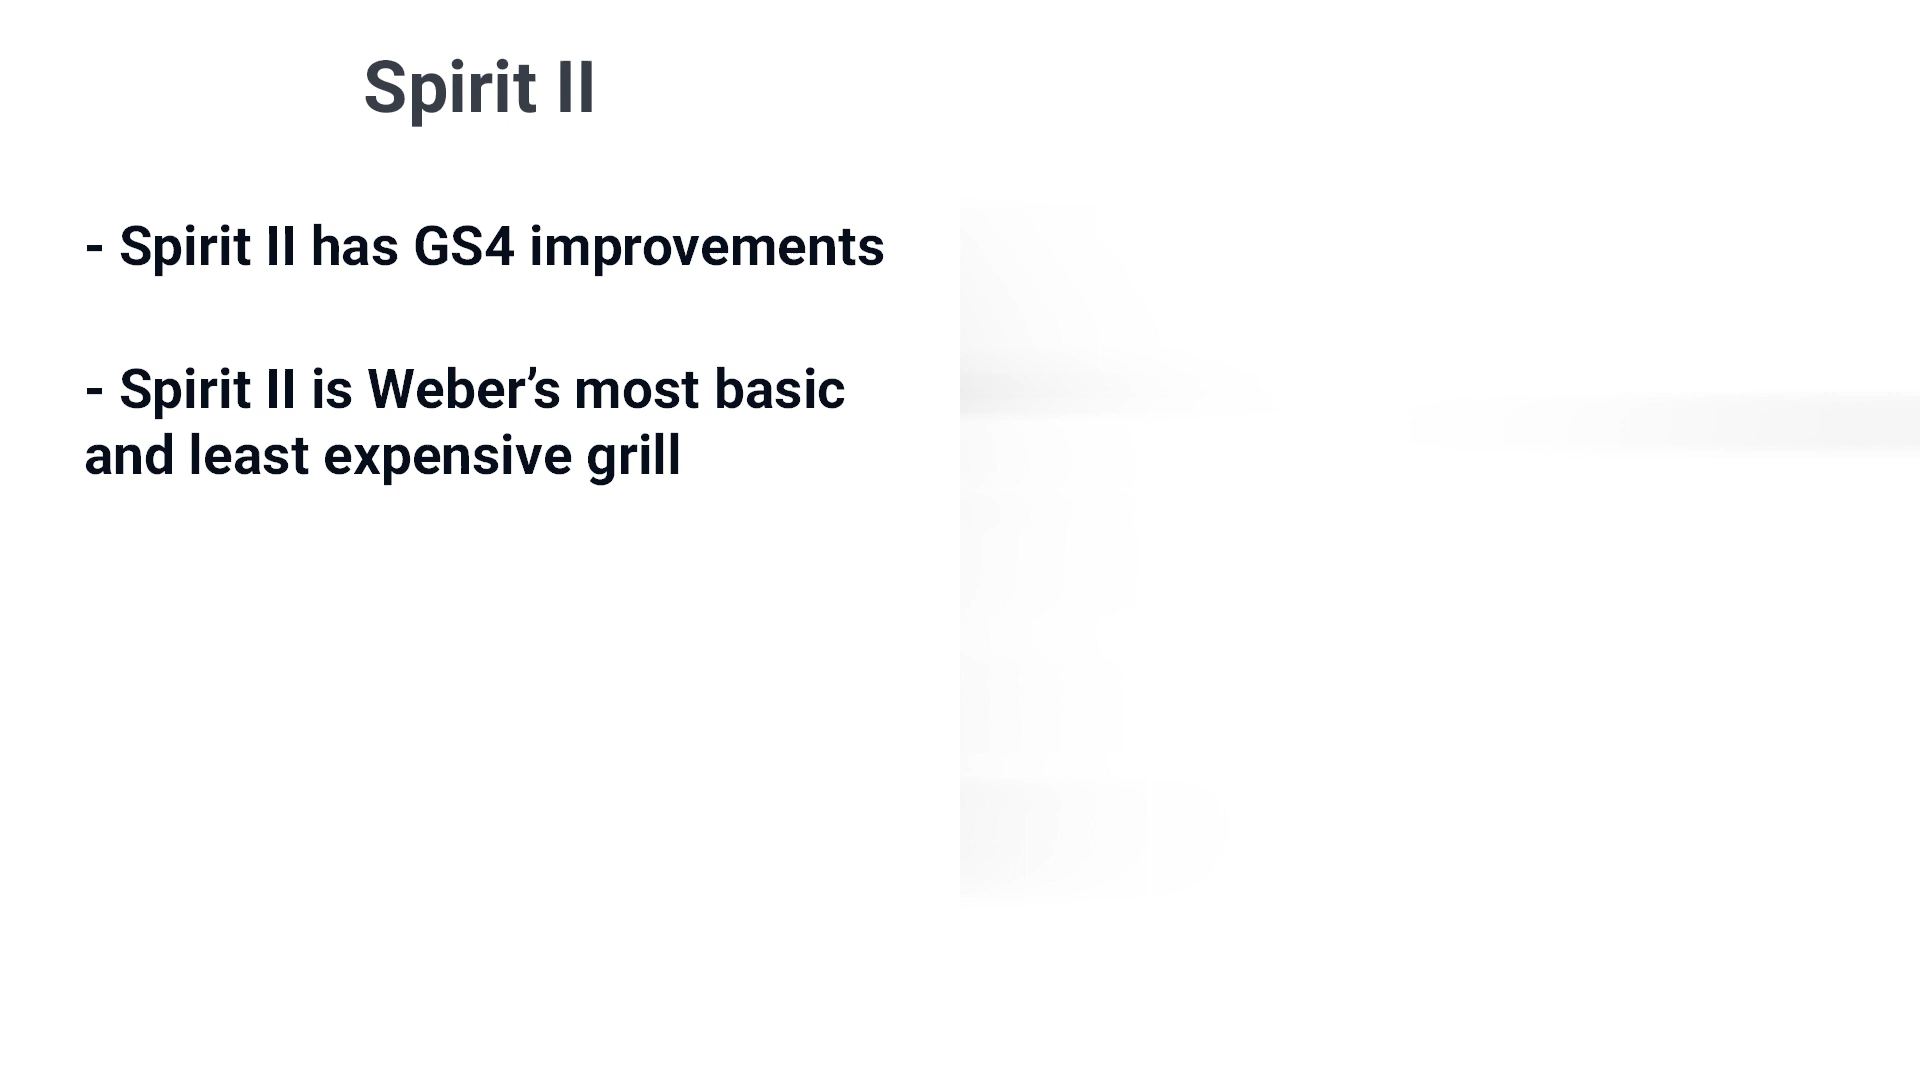 Spirit II
- Spirit II has GS4 improvements
- Spirit II is Weber’s most basic
and least expensive grill